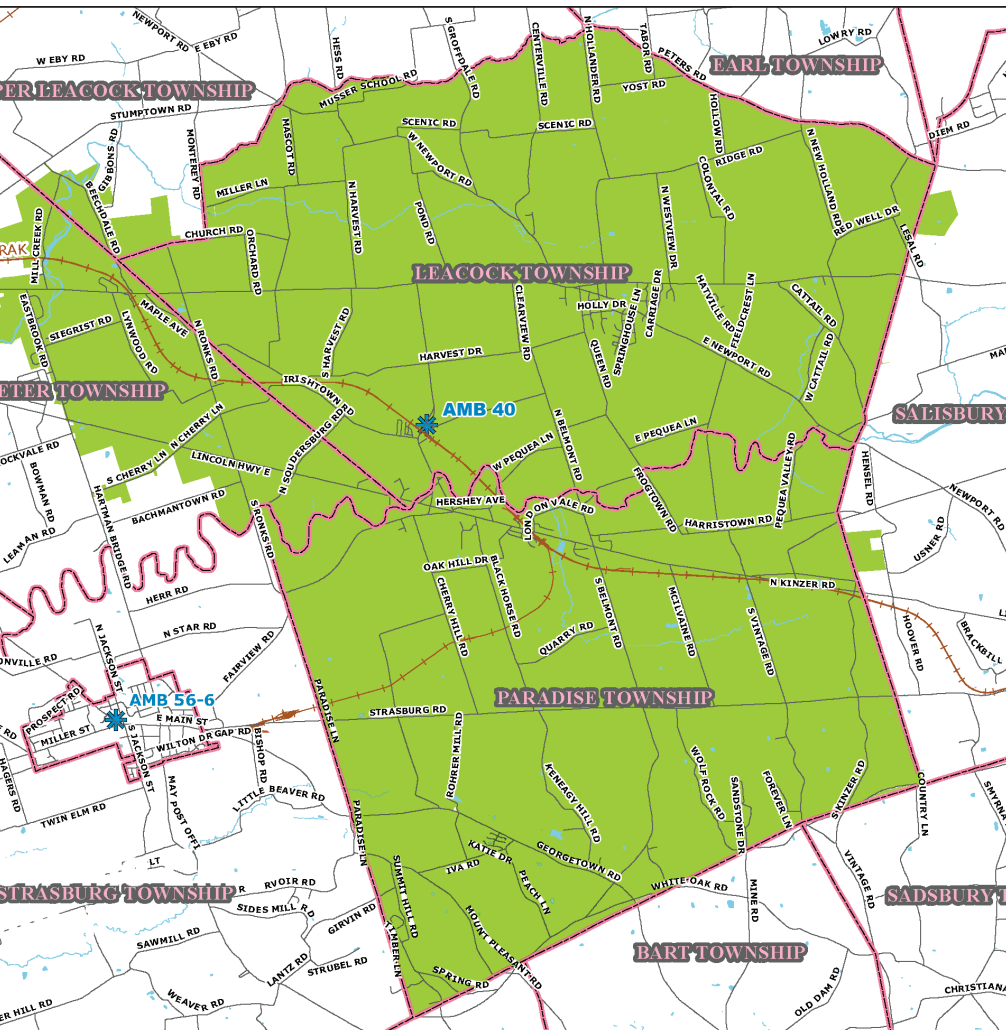 NEWPORT RD
E EBY RD
W EBY RD
HESS RD
S GROFFDALE RD
CENTERVILLE RD
N HOLLANDER RD
TABOR RD
PETERS RD
LOWRY RD
EARL TOWNSHIP
PER LEACOCK TOWNSHIP
MUSSER SCHOOL RD
YOST RD
STUMPTOWN RD
SCENIC RD
SCENIC RD
HOLLOW RD
DIEM RD
GIBBONS RD
MONTEREY RD
MASCOT RD
W NEWPORT RD
RIDGE RD
N NEW HOLLAND RD
BEECHDALE RD
MILLER LN
N HARVEST RD
POND RD
COLONIAL RD
N WESTVIEW DR
RED WELL DR
MILL CREEK RD
CHURCH RD
ORCHARD RD
LESAL RD
RAK
LEACOCK TOWNSHIP
EASTBROOK RD
SIEGRIST RD
LYNWOOD RD
MAPLE AVE
N RONKS RD
S HARVEST RD
CLEARVIEW RD
HOLLY DR
SPRINGHOUSE LN
CARRIAGE DR
HATVILLE RD
FIELDCREST LN
CATTAIL RD
QUEEN RD
E NEWPORT RD
W CATTAIL RD
HARVEST DR
MA
ETER TOWNSHIP
IRISHTOWN RD
AMB 40
SALISBURY
N CHERRY LN
S CHERRY LN
LINCOLN HWY E
N SOUDERSBURG RD
W PEQUEA LN
N BELMONT RD
E PEQUEA LN
PEQUEA VALLEY RD
HENSEL RD
OCKVALE RD
BOWMAN RD
HARTMAN BRIDGE RD
BACHMANTOWN RD
S RONKS RD
HERSHEY AVE
LONDON VALE RD
FROGTOWN RD
HARRISTOWN RD
NEWPORT RD
USNER RD
LEAMAN RD
OAK HILL DR
BLACK HORSE RD
CHERRY HILL RD
S BELMONT RD
MCILVAINE RD
N KINZER RD
S VINTAGE RD
HERR RD
N STAR RD
QUARRY RD
HOOVER RD
BRACKBILL
LI
ONVILLE RD
N JACKSON ST
FAIRVIEW RD
PROSPECT RD
AMB 56-6
PARADISE LN
PARADISE TOWNSHIP
E RD
MILLER ST
E MAIN ST
WILTON DR
GAP RD
S JACKSON ST
BISHOP RD
STRASBURG RD
ROHRER MILL RD
HAGERS RD
MAY POST OFFI
LITTLE BEAVER RD
TWIN ELM RD
KENEAGY HILL RD
WOLF ROCK RD
SANDSTONE DR
FOREVER LN
S KINZER RD
COUNTRY LN
SMYRNA
PARADISE LN
LT
KATIE DR
IVA RD
GEORGETOWN RD
PEACH LN
WHITE OAK RD
MINE RD
VINTAGE RD
STRASBURG TOWNSHIP
R
RVOIR RD
SADSBURY T
SIDES MILL RD
GIRVIN RD
SUMMIT HILL RD
TIMBER LN
MOUNT PLEASANT RD
SAWMILL RD
LANTZ RD
STRUBEL RD
SPRING RD
BART TOWNSHIP
OLD DAM RD
CHRISTIANA
ER HILL RD
WEAVER RD